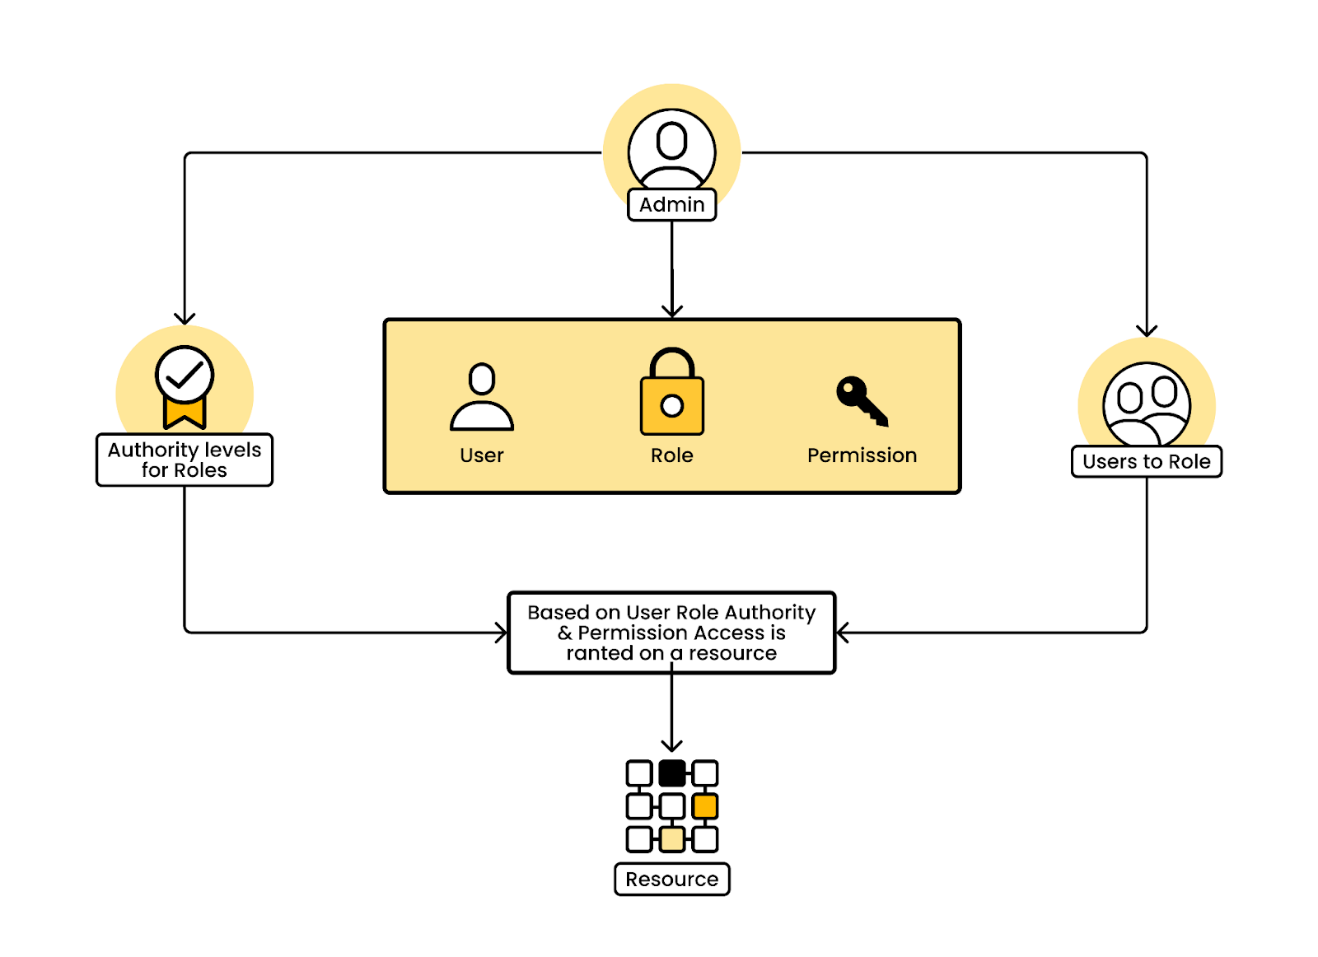 Admin
Authority levels
for Roles
User
Role
Permission
Users to Role
Based on User Role Authority
& Permission Access is
ranted on a resource
Resource